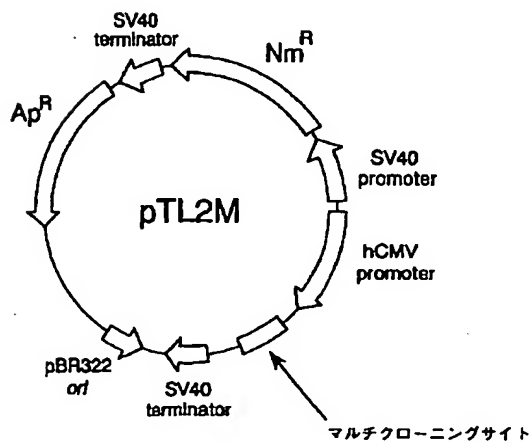 SV40
terminator
Nm^R
Ap^R
SV40
promoter
pTL2M
hCMV
promoter
pBR322
ori
SV40
terminator
マルチクローニングサイト